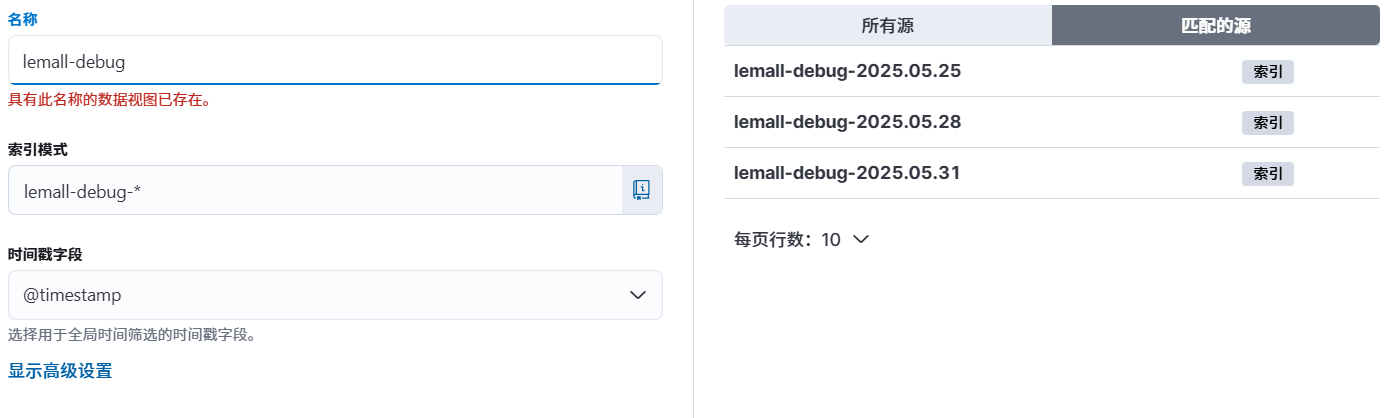 名称
lemall-debug
具有此名称的数据视图已存在。
索引模式
lemall-debug-*
时间戳字段
@timestamp
选择用于全局时间筛选的时间戳字段。
显示高级设置
所有源
匹配的源
lemall-debug-2025.05.25
索引
lemall-debug-2025.05.28
索引
lemall-debug-2025.05.31
索引
每页行数：10